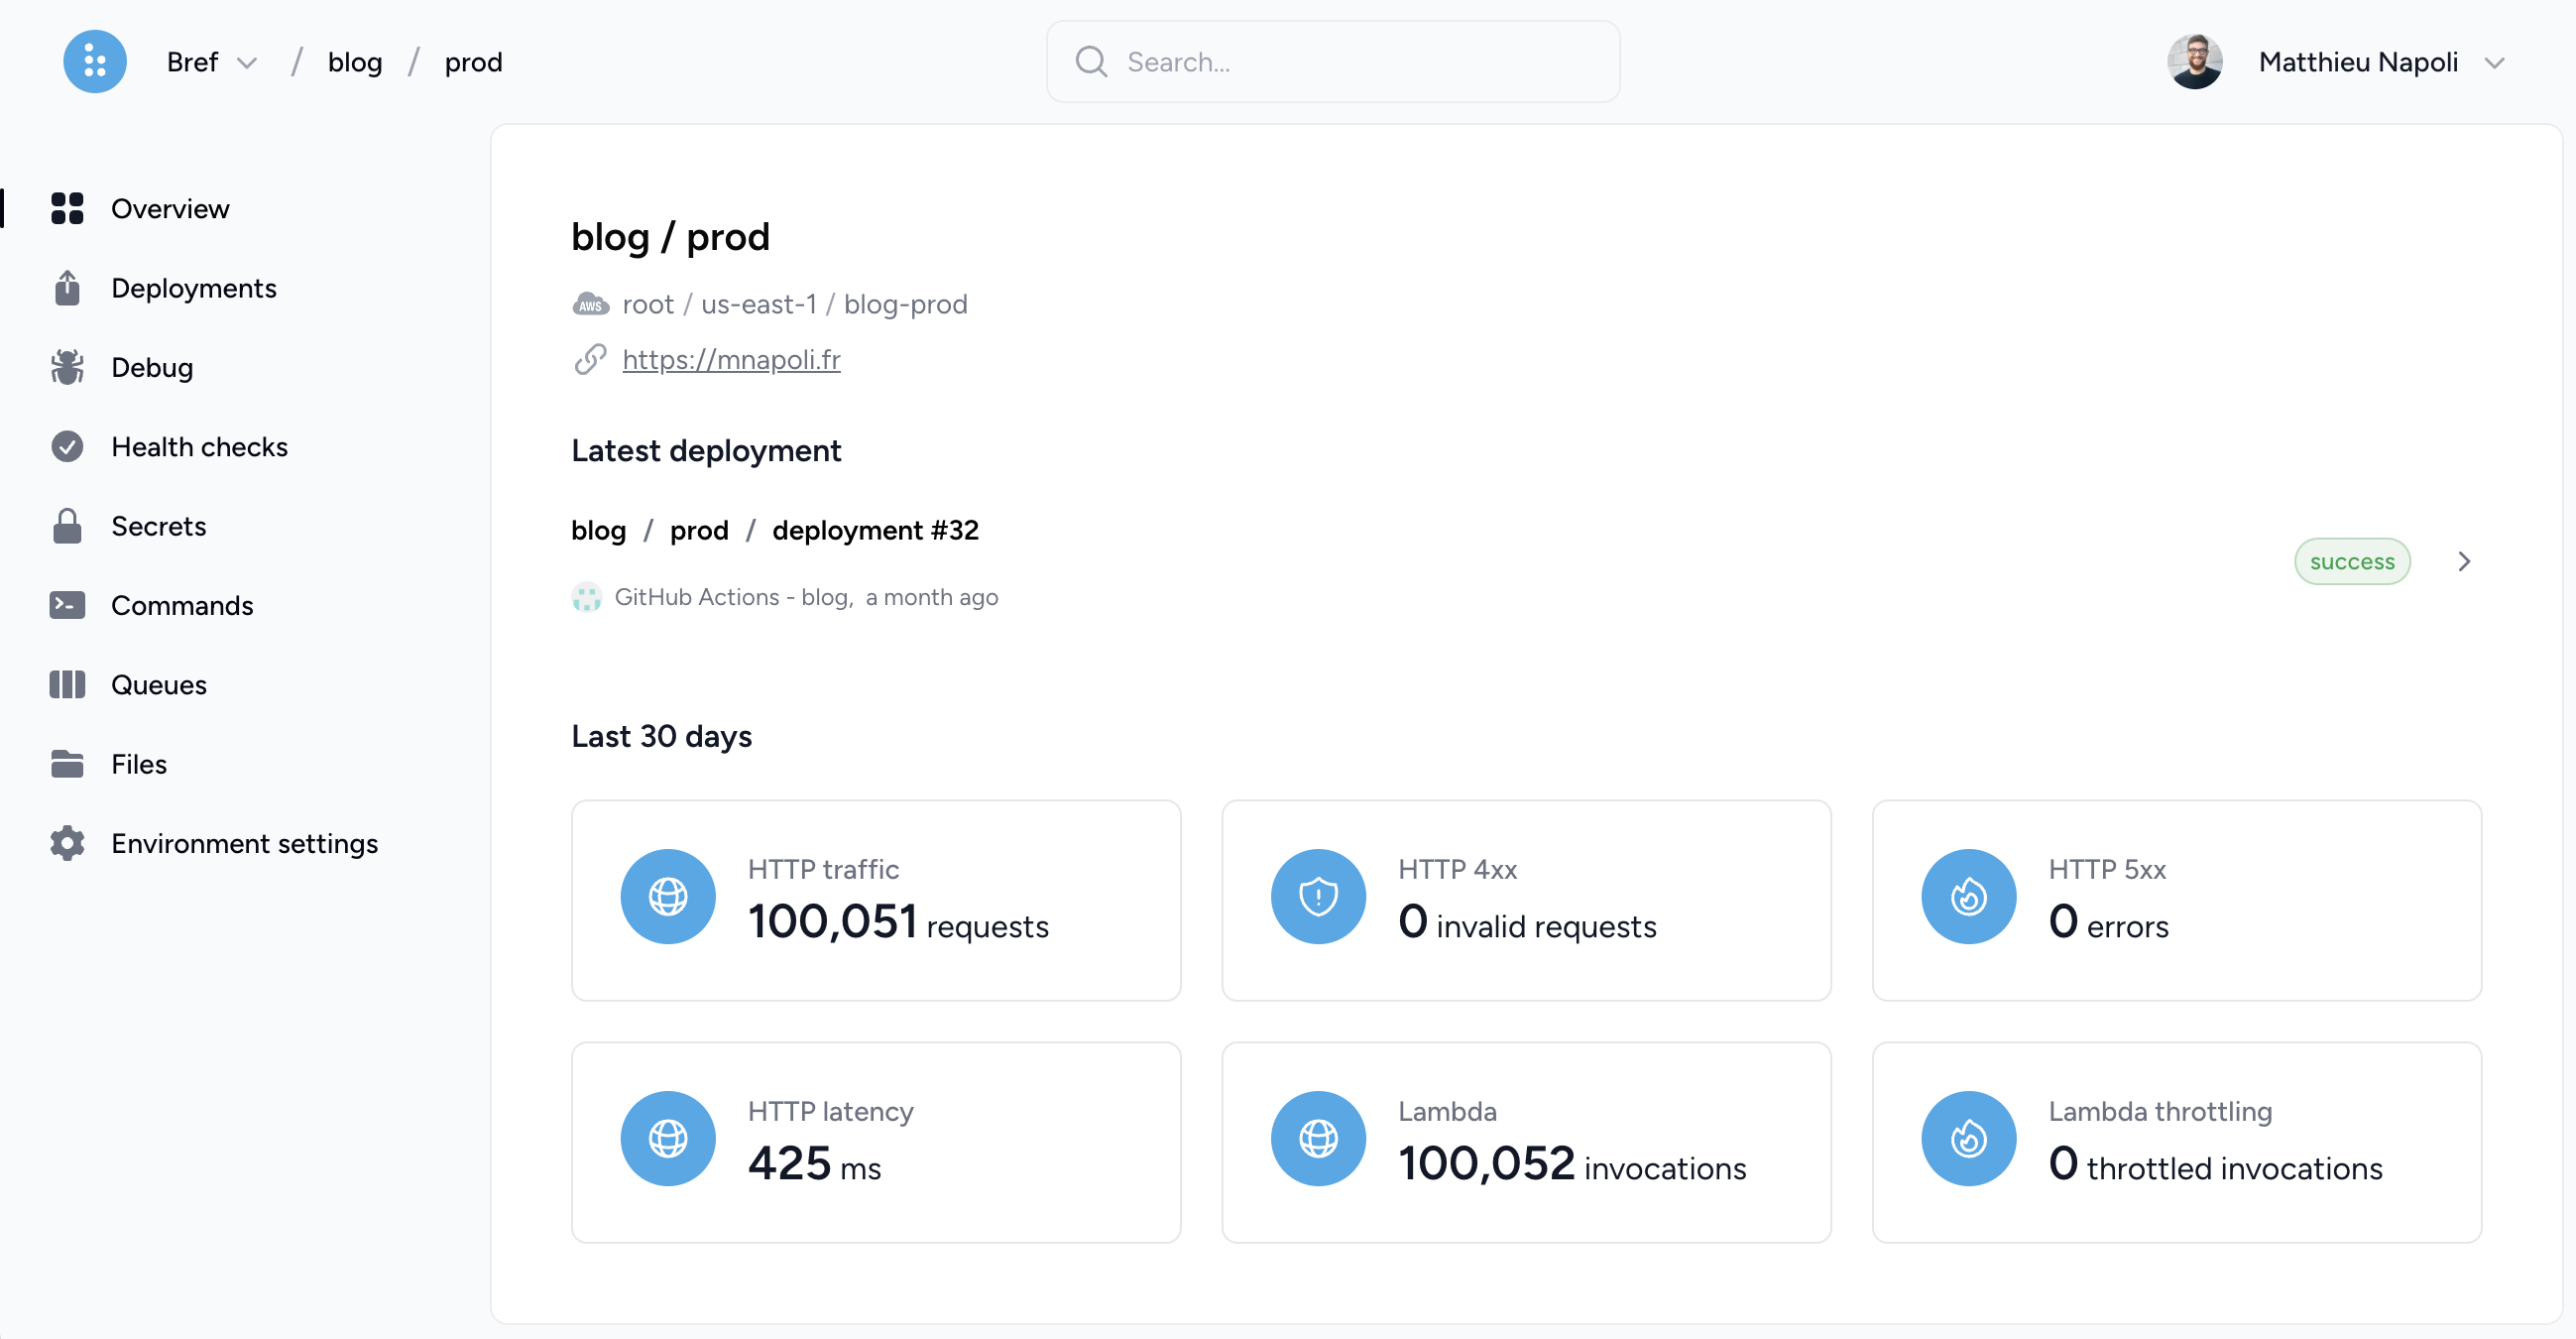 Bref / blog / prod
Search...
Matthieu Napoli
Overview
Deployments
Debug
Health checks
Secrets
Commands
Queues
Files
Environment settings
blog / prod
AWS root / us-east-1 / blog-prod
https://mnapoli.fr
Latest deployment
blog / prod / deployment #32
GitHub Actions - blog, a month ago
success
Last 30 days
HTTP traffic
100,051 requests
HTTP 4xx
0 invalid requests
HTTP 5xx
0 errors
HTTP latency
425 ms
Lambda
100,052 invocations
Lambda throttling
0 throttled invocations